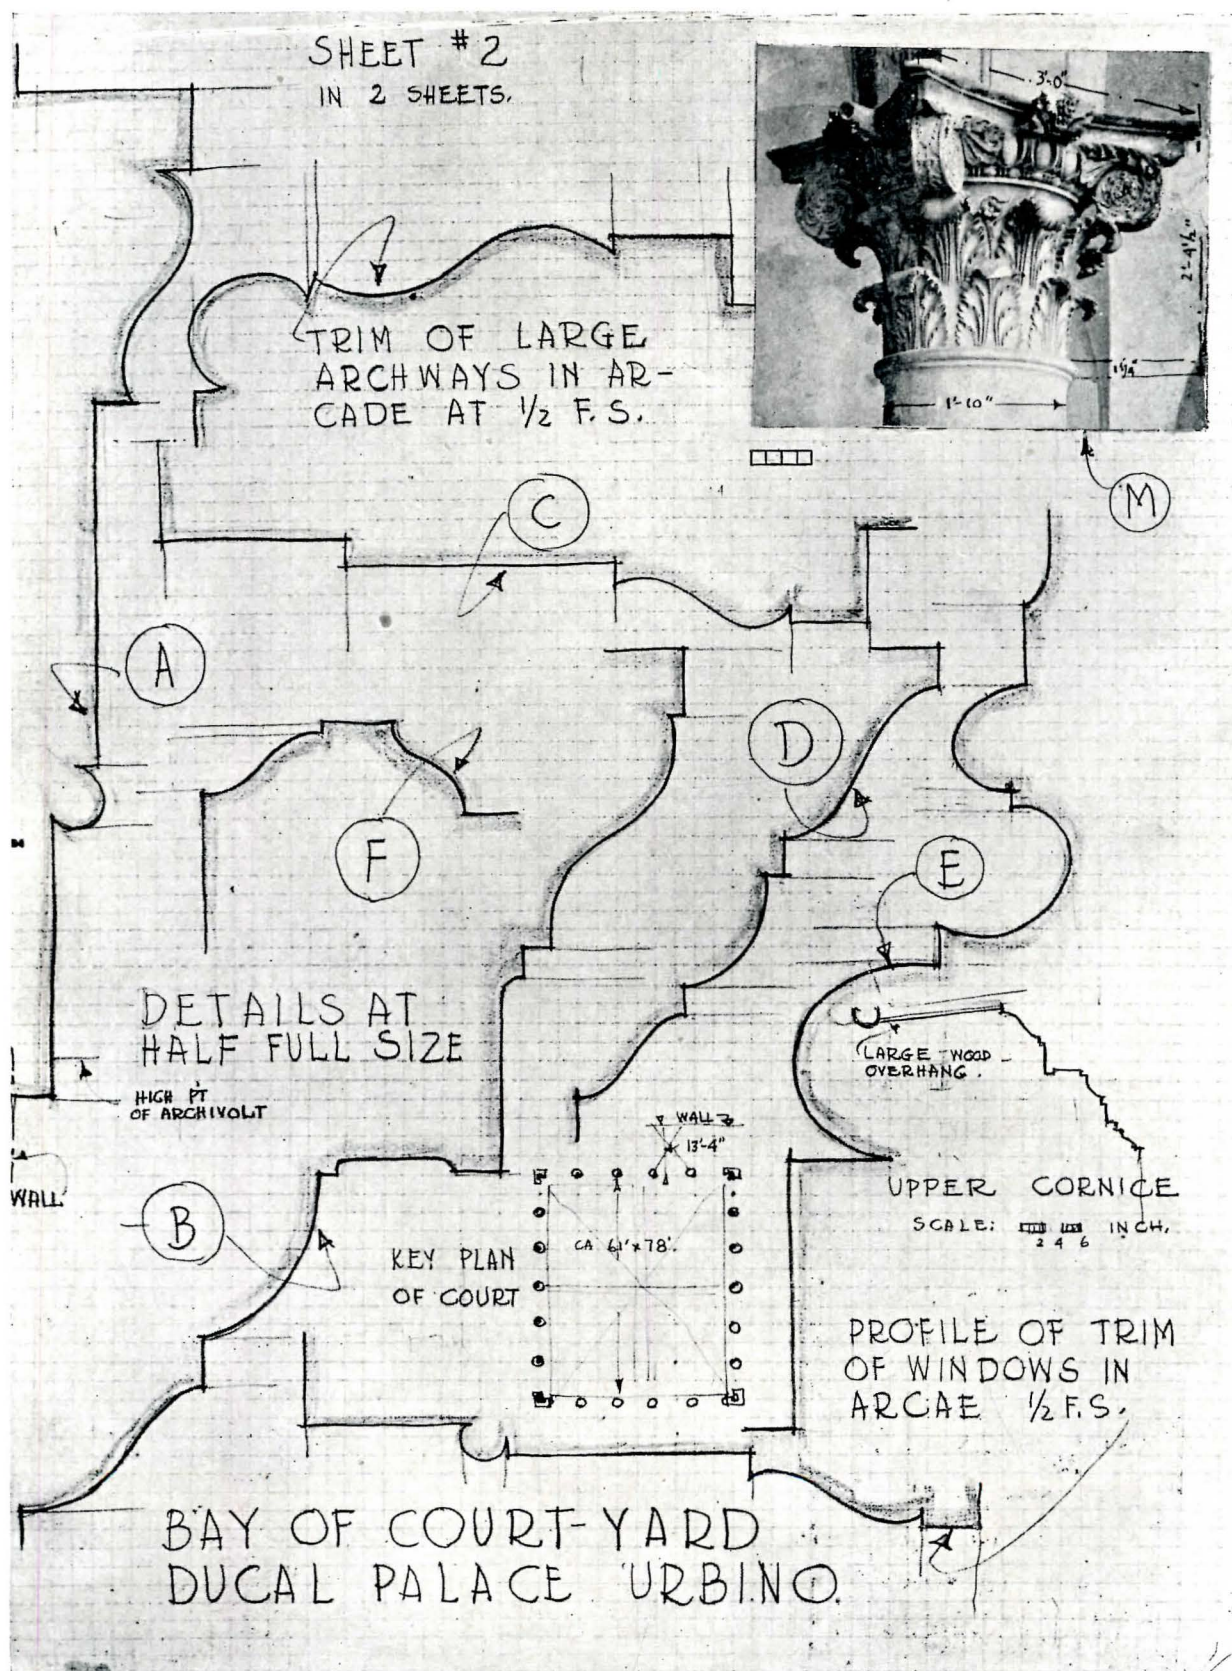 SHEET #2
IN 2 SHEETS.
3'-0"
2'-4½"
1'-10"
M
TRIM OF LARGE
ARCHWAYS IN AR-
CADE AT ½ F.S.
C
A
D
F
E
DETAILS AT
HALF FULL SIZE
HIGH PT
OF ARCHIVOLT
LARGE WOOD
OVERHANG.
WALL
13'-4"
WALL
B
UPPER CORNICE
SCALE: 2 4 6 INCH.
CA 61' x 78'.
KEY PLAN
OF COURT
PROFILE OF TRIM
OF WINDOWS IN
ARCAE ½ F.S.
BAY OF COURT-YARD
DUCAL PALACE URBINO.